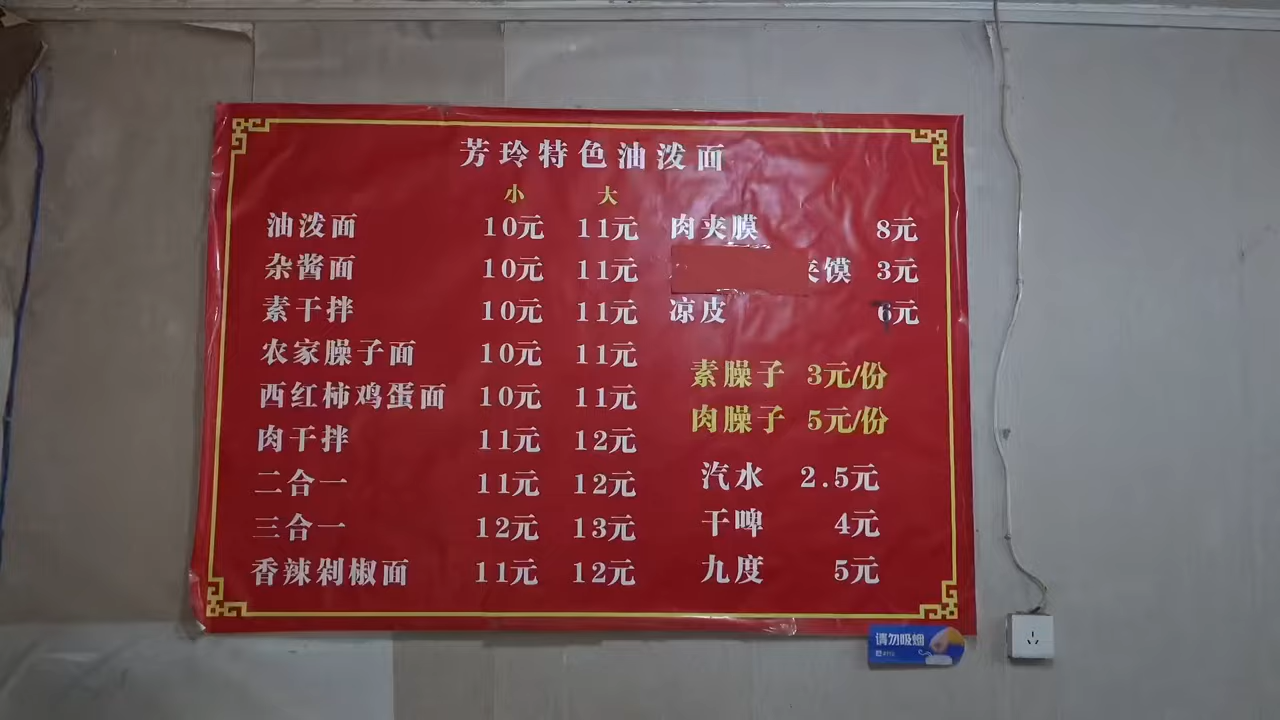 芳玲特色油泼面
小 大
油泼面 10元 11元 肉夹膜 8元
杂酱面 10元 11元 夹馍 3元
素干拌 10元 11元 凉皮 6元
农家臊子面 10元 11元
素臊子 3元/份
西红柿鸡蛋面 10元 11元
肉臊子 5元/份
肉干拌 11元 12元
二合一 11元 12元 汽水 2.5元
三合一 12元 13元 干啤 4元
香辣剁椒面 11元 12元 九度 5元
请勿吸烟